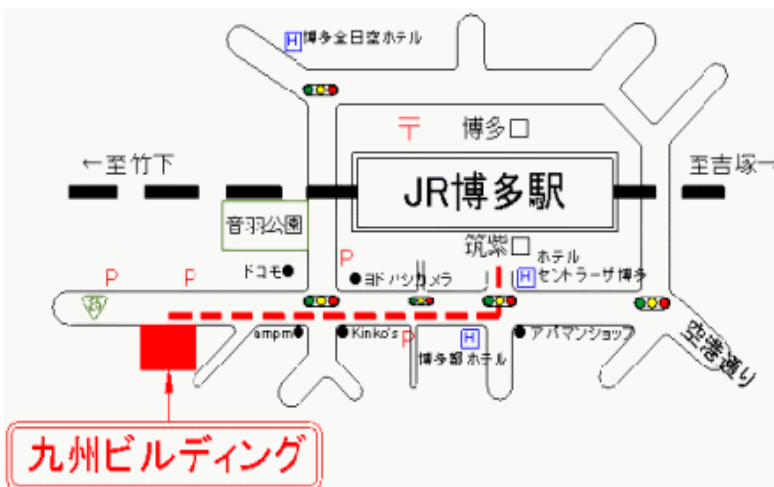 H 博多全日空ホテル
〒 博多口
←至竹下
至吉塚→
JR博多駅
音羽公園
筑紫口
ホテル
H セントラーザ博多
P
P
P
ドコモ
ヨドバシカメラ
ampm
Kinko's
P
H
博多都ホテル
アパマンショップ
空港通り
九州ビルディング